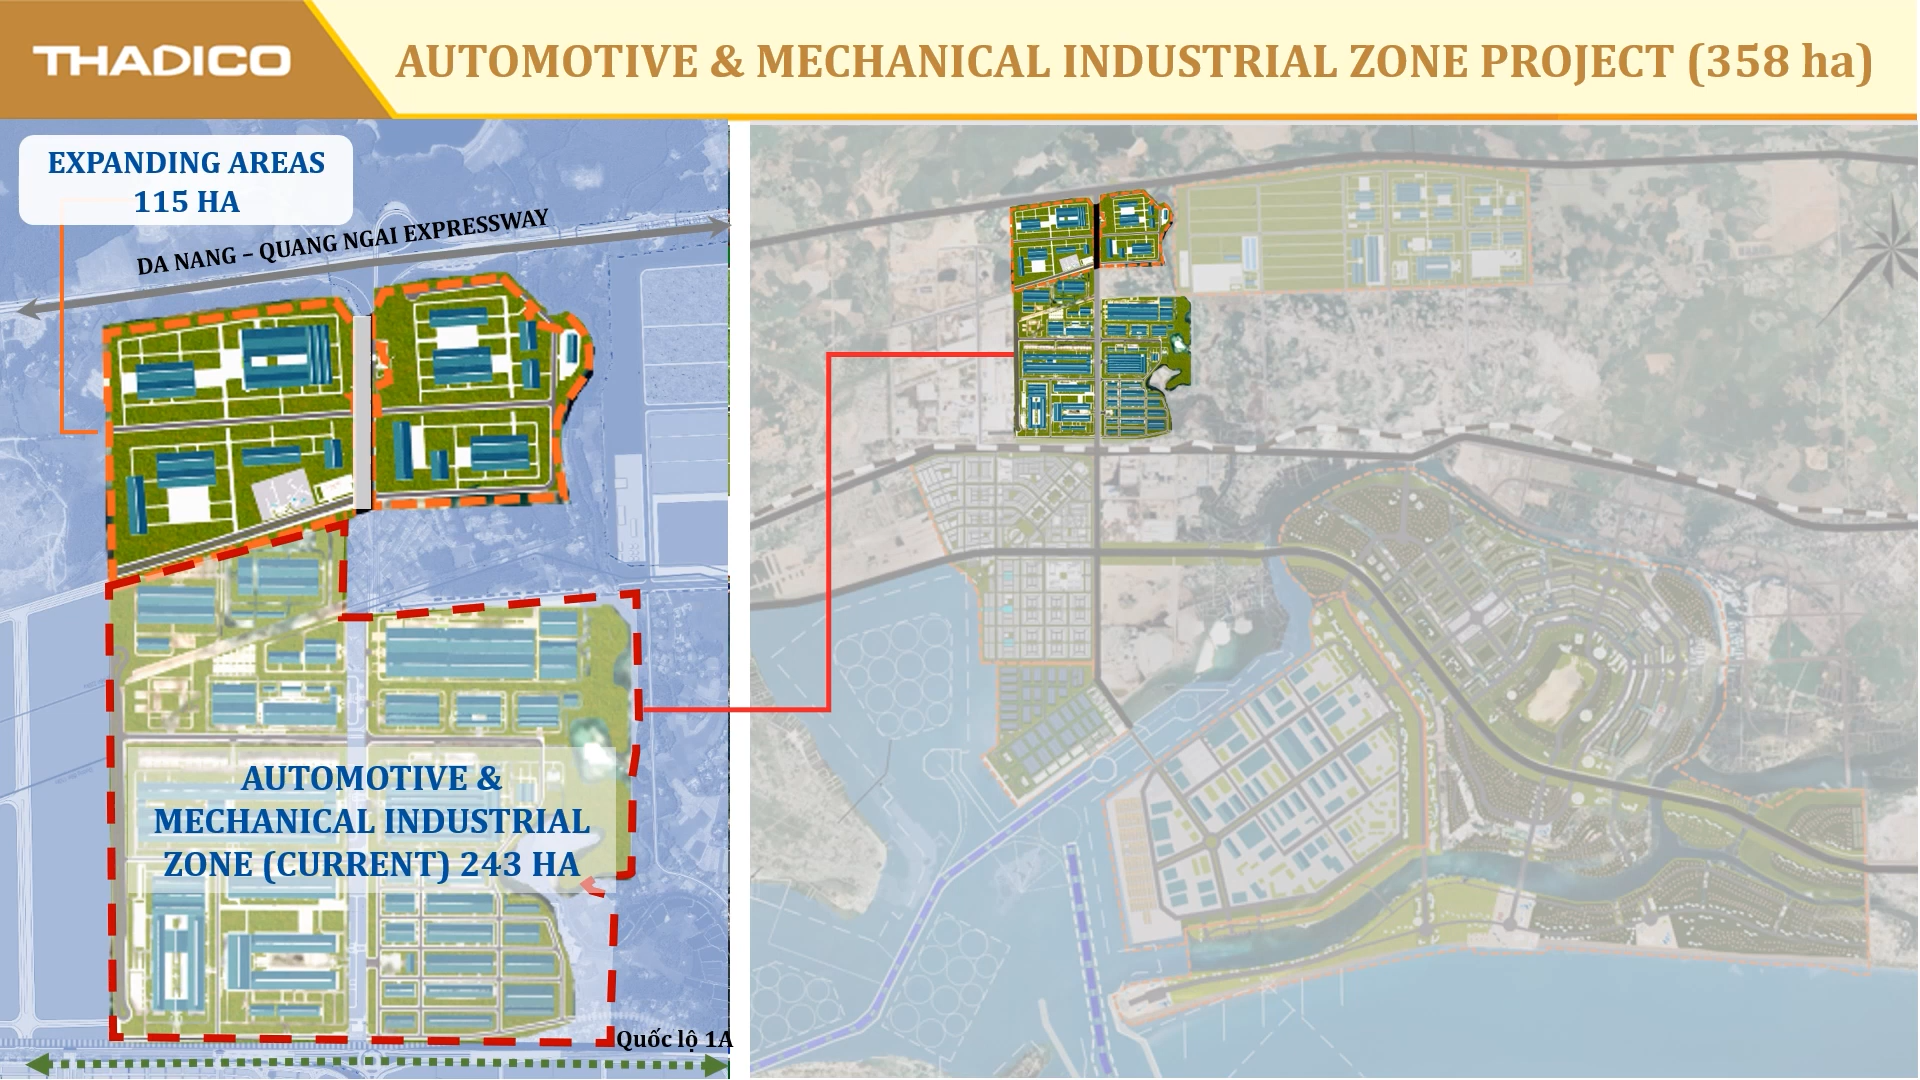 THADICO
AUTOMOTIVE & MECHANICAL INDUSTRIAL ZONE PROJECT (358 ha)
EXPANDING AREAS
115 HA
DA NANG – QUANG NGAI EXPRESSWAY
AUTOMOTIVE &
MECHANICAL INDUSTRIAL
ZONE (CURRENT) 243 HA
Quốc lộ 1A